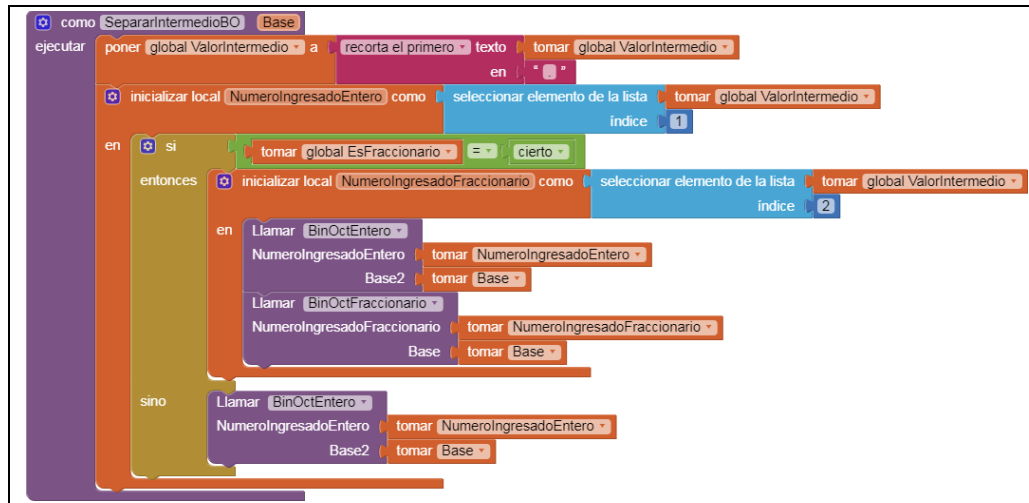 como SepararIntermedioBO Base
ejecutar poner global ValorIntermedio a recorta el primero texto tomar global ValorIntermedio
en " . "
inicializar local NumeroIngresadoEntero como seleccionar elemento de la lista tomar global ValorIntermedio
índice 1
en si tomar global EsFraccionario = cierto
entonces inicializar local NumeroIngresadoFraccionario como seleccionar elemento de la lista tomar global ValorIntermedio
índice 2
en Llamar BinOctEntero
NumeroIngresadoEntero tomar NumeroIngresadoEntero
Base2 tomar Base
Llamar BinOctFraccionario
NumeroIngresadoFraccionario tomar NumeroIngresadoFraccionario
Base tomar Base
sino Llamar BinOctEntero
NumeroIngresadoEntero tomar NumeroIngresadoEntero
Base2 tomar Base